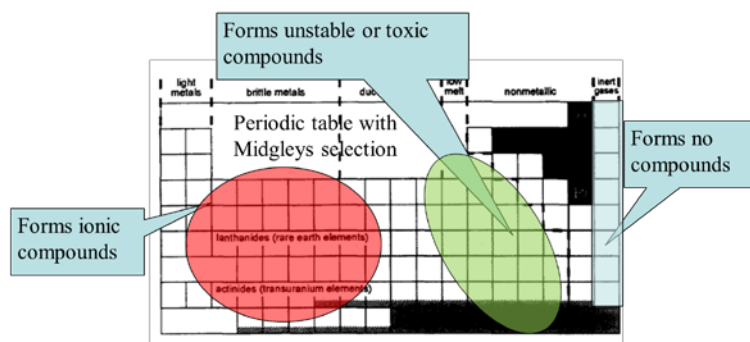 Forms unstable or toxic
compounds
light
metals
brittle metals
low
melt
nonmetallic
inert
gases
Periodic table with
Midgleys selection
Forms no
compounds
Forms ionic
compounds
lanthanides (rare earth elements)
actinides (transuranium elements)